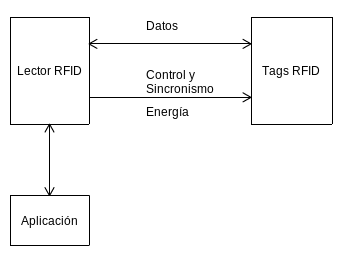 Datos
Lector RFID
Tags RFID
Control y
Sincronismo
Energía
Aplicación